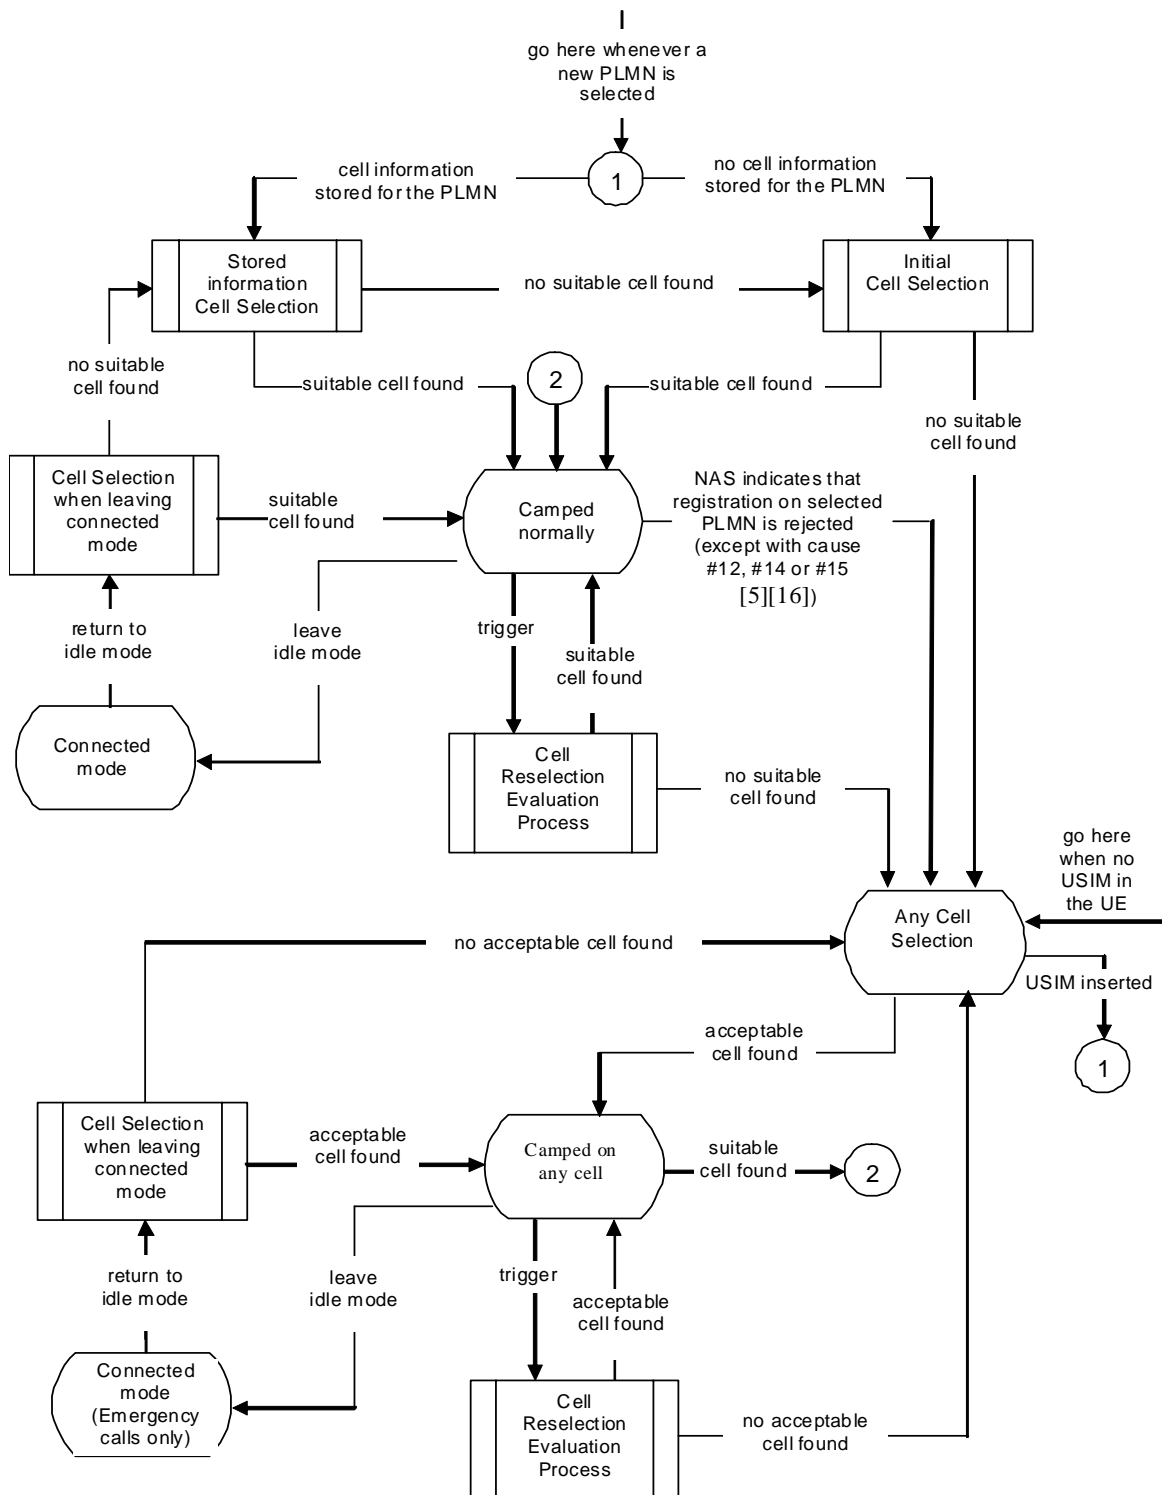 go here whenever a
new PLMN is
selected
1
cell information
stored for the PLMN
no cell information
stored for the PLMN
Stored
information
Cell Selection
no suitable cell found
Initial
Cell Selection
no suitable
cell found
suitable cell found
2
suitable cell found
no suitable
cell found
Cell Selection
when leaving
connected
mode
suitable
cell found
Camped
normally
NAS indicates that
registration on selected
PLMN is rejected
(except with cause
#12, #14 or #15
[5][16])
return to
idle mode
leave
idle mode
trigger
suitable
cell found
Connected
mode
Cell
Reselection
Evaluation
Process
no suitable
cell found
go here
when no
USIM in
the UE
Any Cell
Selection
no acceptable cell found
USIM inserted
1
acceptable
cell found
Cell Selection
when leaving
connected
mode
acceptable
cell found
Camped on
any cell
suitable
cell found
2
return to
idle mode
leave
idle mode
trigger
acceptable
cell found
Connected
mode
(Emergency
calls only)
Cell
Reselection
Evaluation
Process
no acceptable
cell found